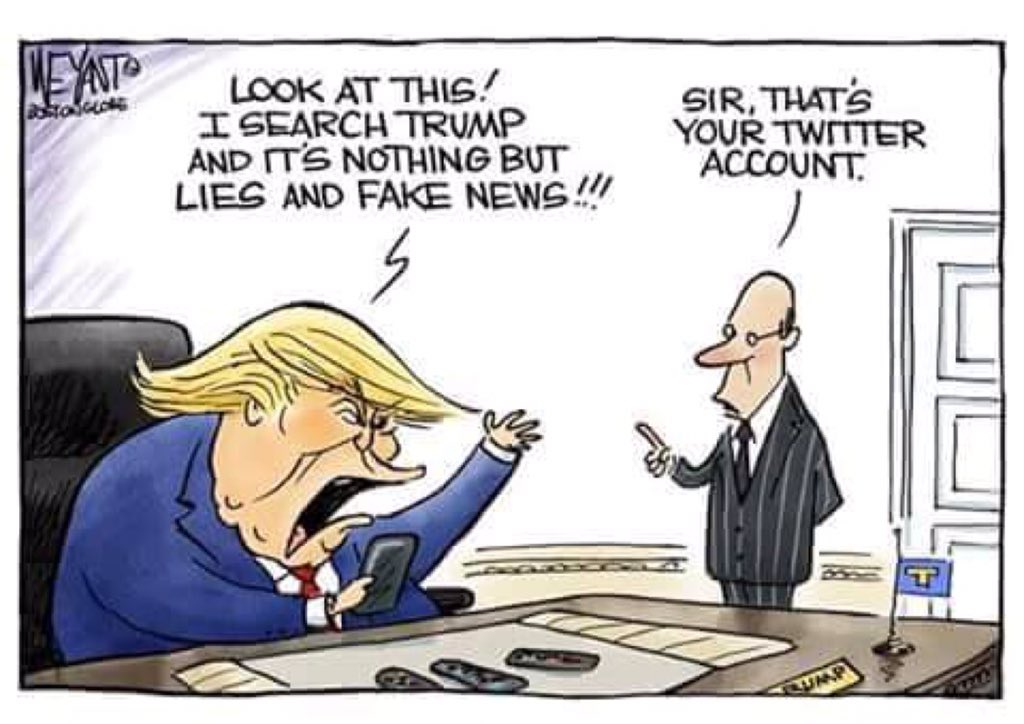 WEYANT
BOSTON GLOBE
LOOK AT THIS!
I SEARCH TRUMP
AND IT'S NOTHING BUT
LIES AND FAKE NEWS!!!
SIR, THAT'S
YOUR TWITTER
ACCOUNT.
T
TRUMP